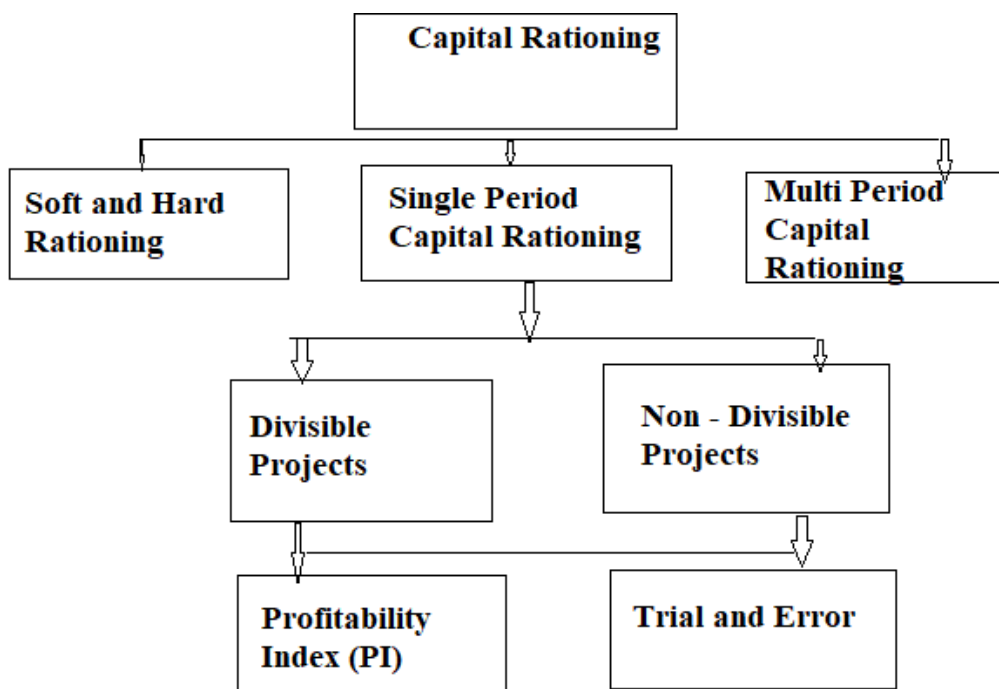 Capital Rationing
Soft and Hard
Rationing
Single Period
Capital Rationing
Multi Period
Capital
Rationing
Divisible
Projects
Non - Divisible
Projects
Profitability
Index (PI)
Trial and Error